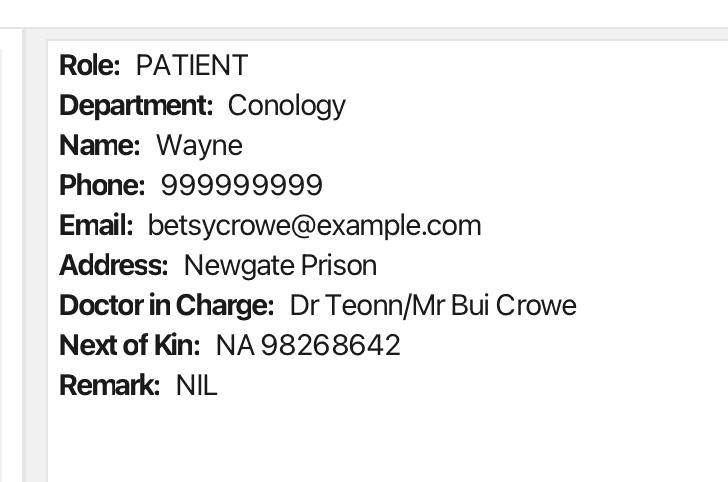 Role: PATIENT
Department: Conology
Name: Wayne
Phone: 999999999
Email: betsycrowe@example.com
Address: Newgate Prison
Doctor in Charge: Dr Teonn/Mr Bui Crowe
Next of Kin: NA 98268642
Remark: NIL